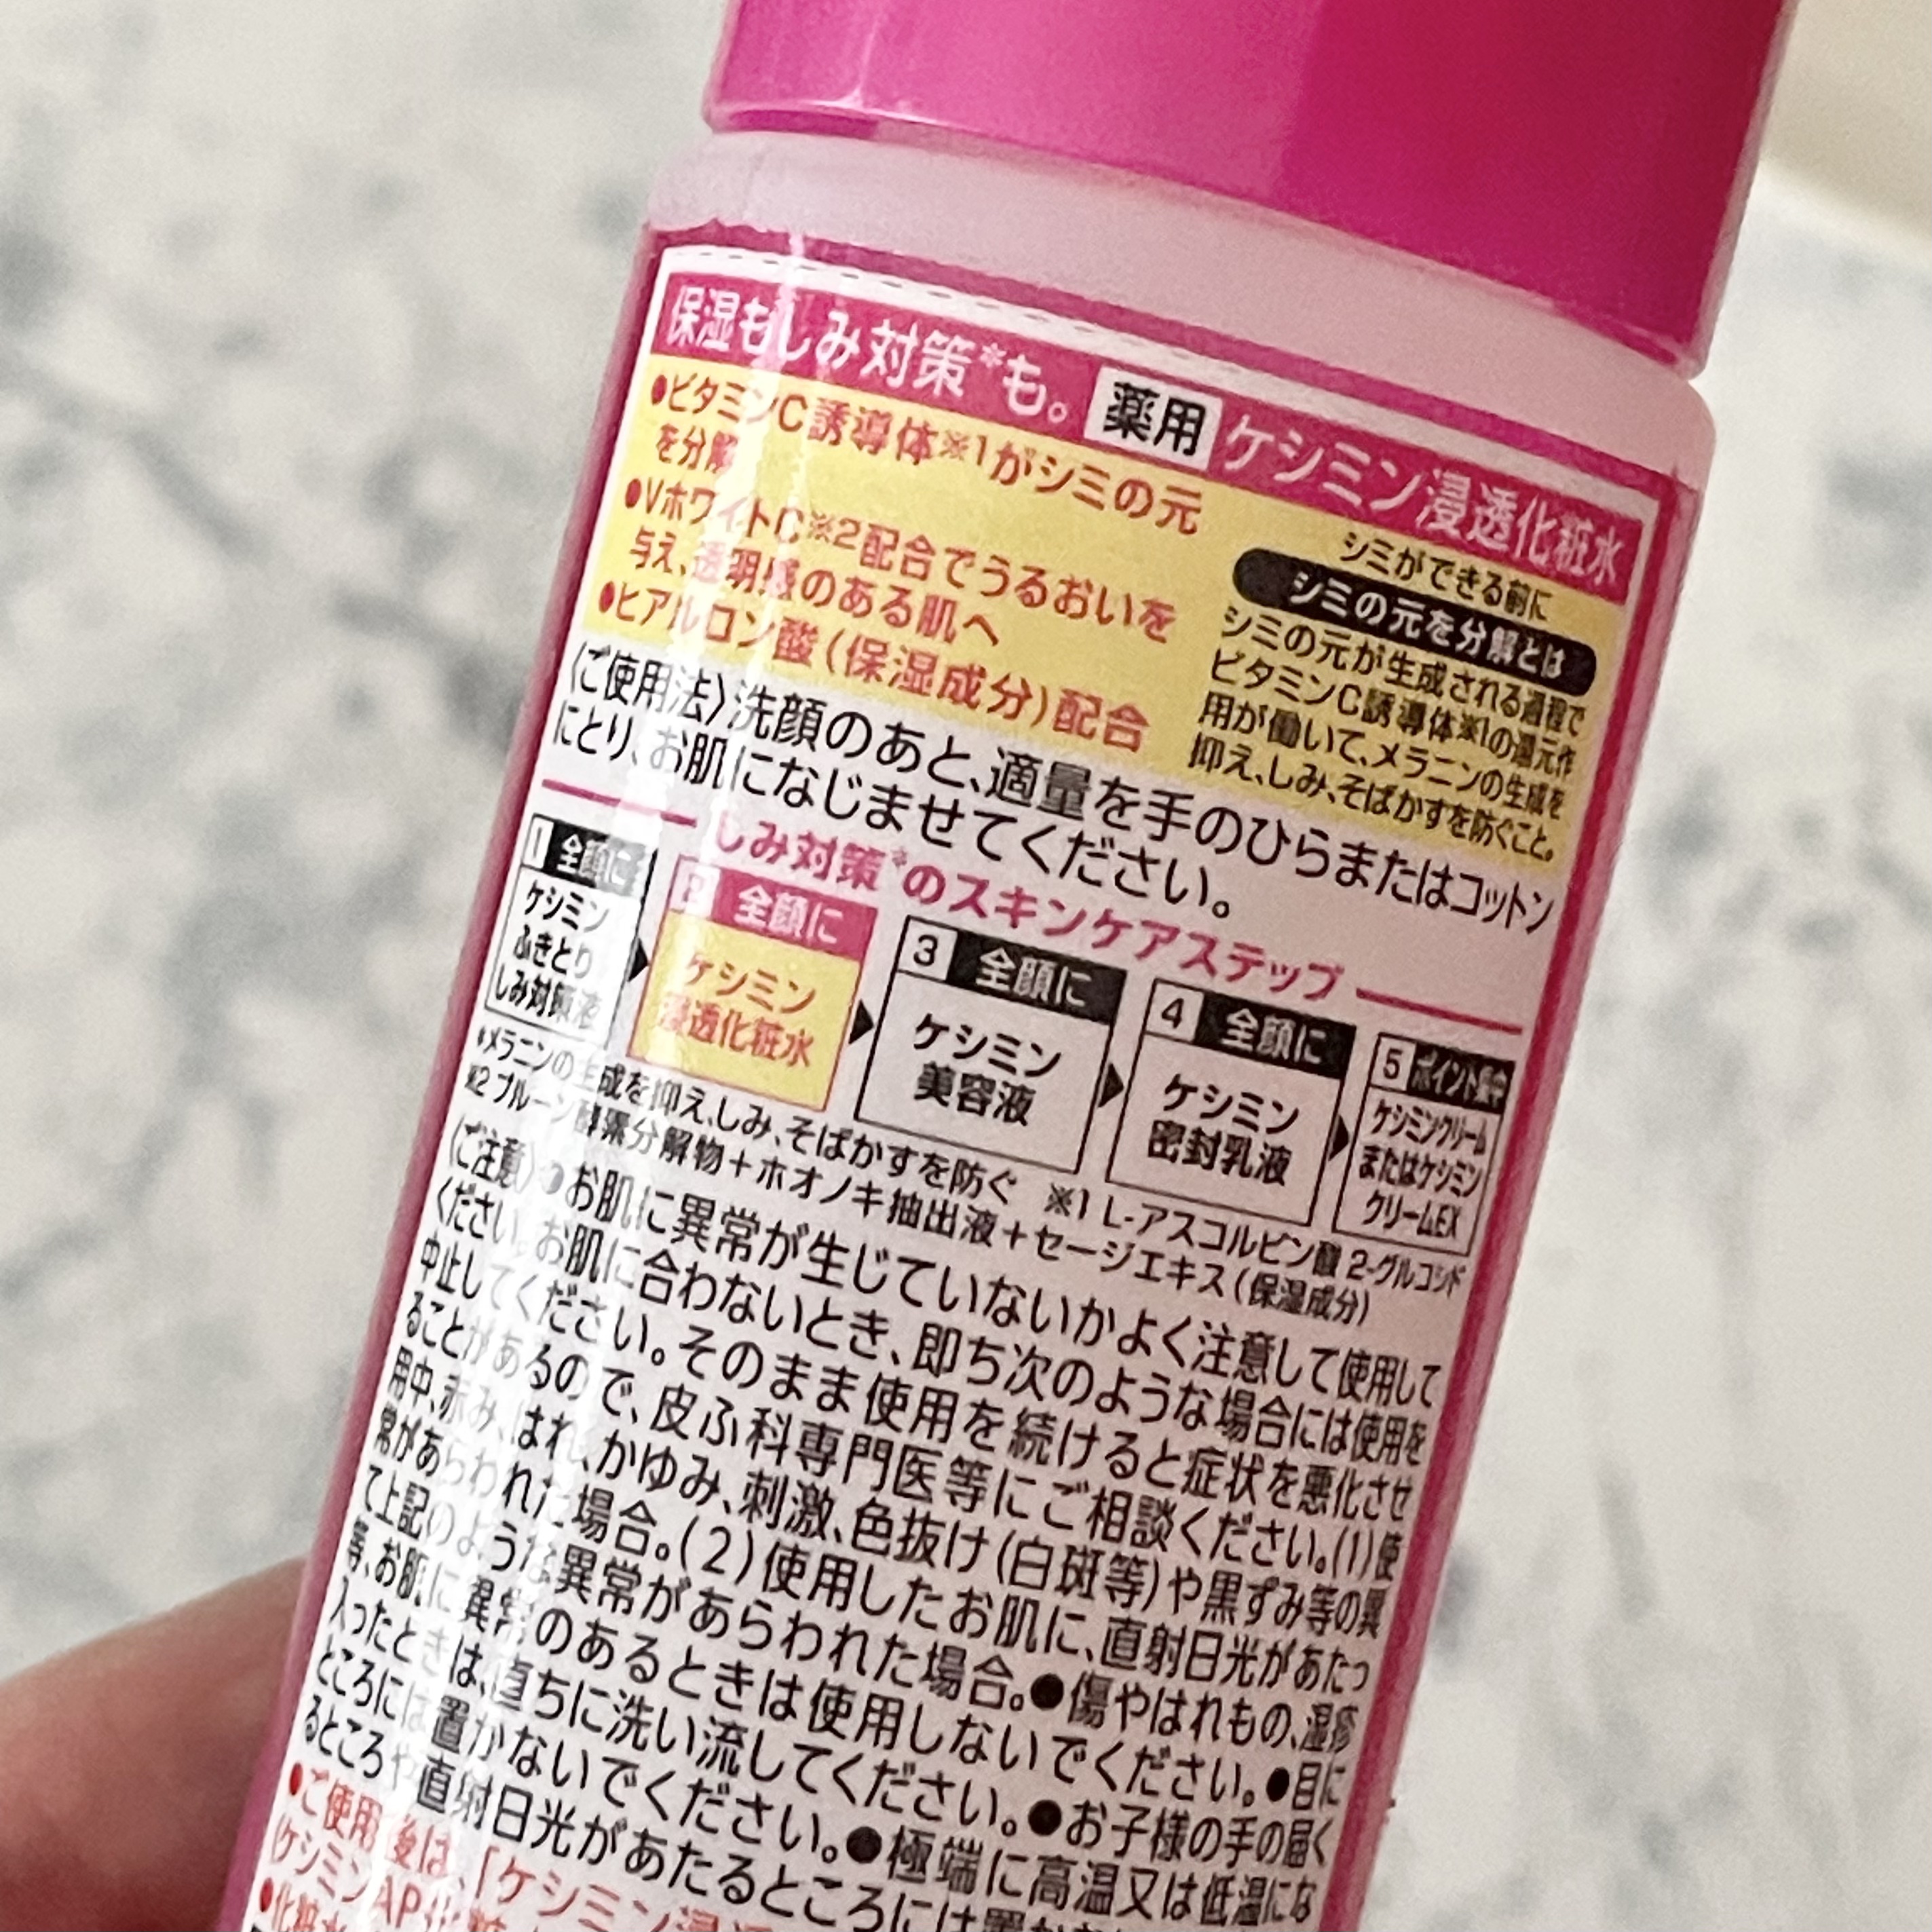 保湿もしみ対策*も。 薬用 ケシミン浸透化粧水
●ビタミンC誘導体※1がシミの元
を分解
●VホワイトC※2配合でうるおいを
与え、透明感のある肌へ
●ヒアルロン酸(保湿成分)配合
シミができる前に
シミの元を分解とは
シミの元が生成される過程で
ビタミンC誘導体※1の還元作
用が働いて、メラニンの生成を
抑え、しみ、そばかすを防ぐこと。
〈ご使用法〉洗顔のあと、適量を手のひらまたはコットン
にとり、お肌になじませてください。
しみ対策*のスキンケアステップ
1 全顔に
ケシミン
ふきとり
しみ対策液
2 全顔に
ケシミン
浸透化粧水
3 全顔に
ケシミン
美容液
4 全顔に
ケシミン
密封乳液
5 ポイント集中
ケシミンクリーム
またはケシミン
クリームEX
*メラニンの生成を抑え、しみ、そばかすを防ぐ ※1 L-アスコルビン酸 2-グルコシド
※2 プルーン酵素分解物+ホオノキ抽出液+セージエキス(保湿成分)
〈ご注意〉●お肌に異常が生じていないかよく注意して使用して
ください。お肌に合わないとき、即ち次のような場合には使用を
中止してください。そのまま使用を続けると症状を悪化させ
ることがあるので、皮ふ科専門医等にご相談ください。(1)使
用中、赤み、はれ、かゆみ、刺激、色抜け(白斑等)や黒ずみ等の異
常があらわれた場合。(2)使用したお肌に、直射日光があたっ
て上記のような異常があらわれた場合。●傷やはれもの、湿疹
等、お肌に異常のあるときは使用しないでください。●目に
入ったときは、直ちに洗い流してください。●お子様の手の届く
ところには置かないでください。●極端に高温又は低温にな
るところや直射日光があたるところには置か
●ご使用後は、「ケシミン浸
(ケシミンAP化粧
●化粧水